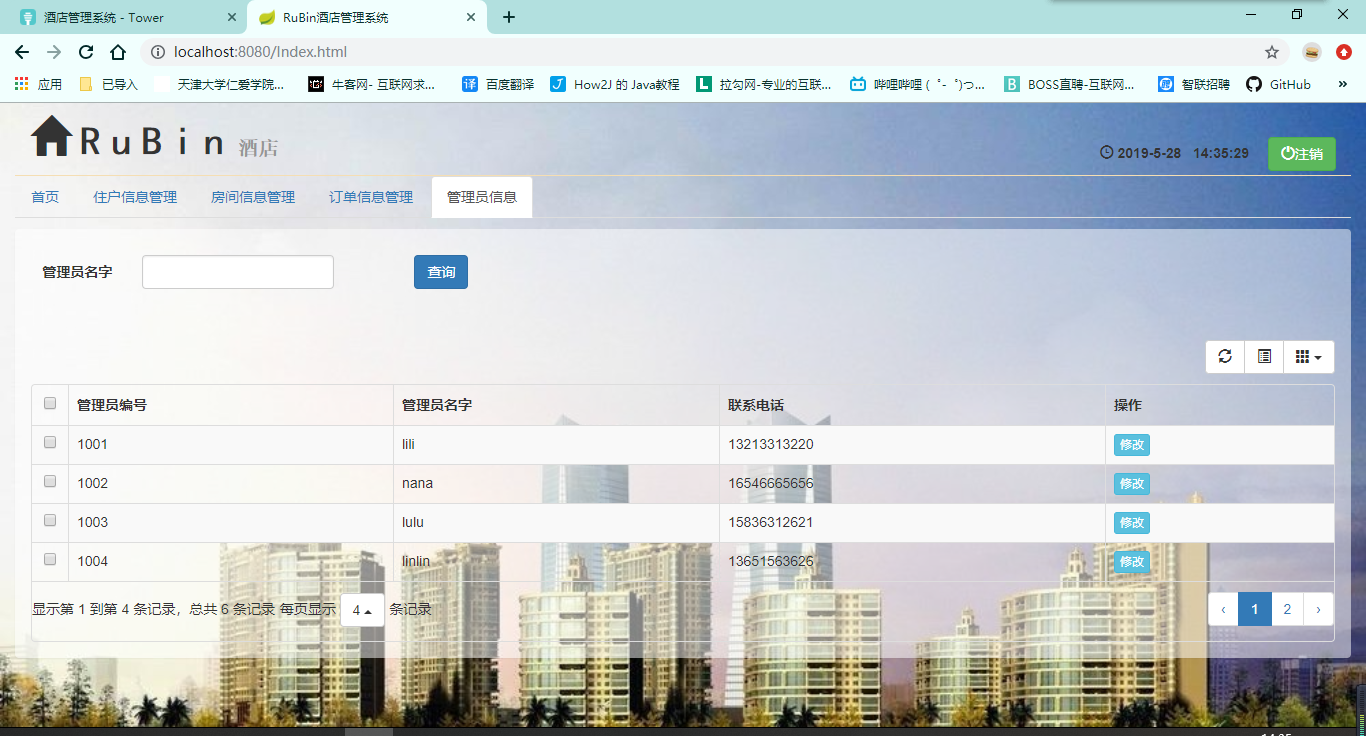 酒店管理系统 - Tower
RuBin酒店管理系统
localhost:8080/Index.html
应用
已导入
天津大学仁爱学院...
牛客网- 互联网求...
译 百度翻译
How2J 的 Java教程
L 拉勾网-专业的互联...
哔哩哔哩 ( ゜- ゜)つ...
B BOSS直聘-互联网...
智联招聘
GitHub
»
RuBin 酒店
2019-5-28 14:35:29
注销
首页 住户信息管理 房间信息管理 订单信息管理 管理员信息
管理员名字 查询
管理员编号 管理员名字 联系电话 操作
1001 lili 13213313220 修改
1002 nana 16546665656 修改
1003 lulu 15836312621 修改
1004 linlin 13651563626 修改
显示第 1 到第 4 条记录，总共 6 条记录 每页显示 4 条记录
‹ 1 2 ›